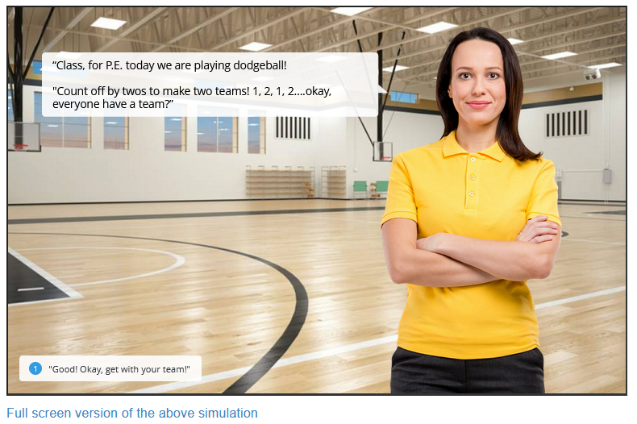 “Class, for P.E. today we are playing dodgeball!
"Count off by twos to make two teams! 1, 2, 1, 2....okay,
everyone have a team?”
1 "Good! Okay, get with your team!"
Full screen version of the above simulation